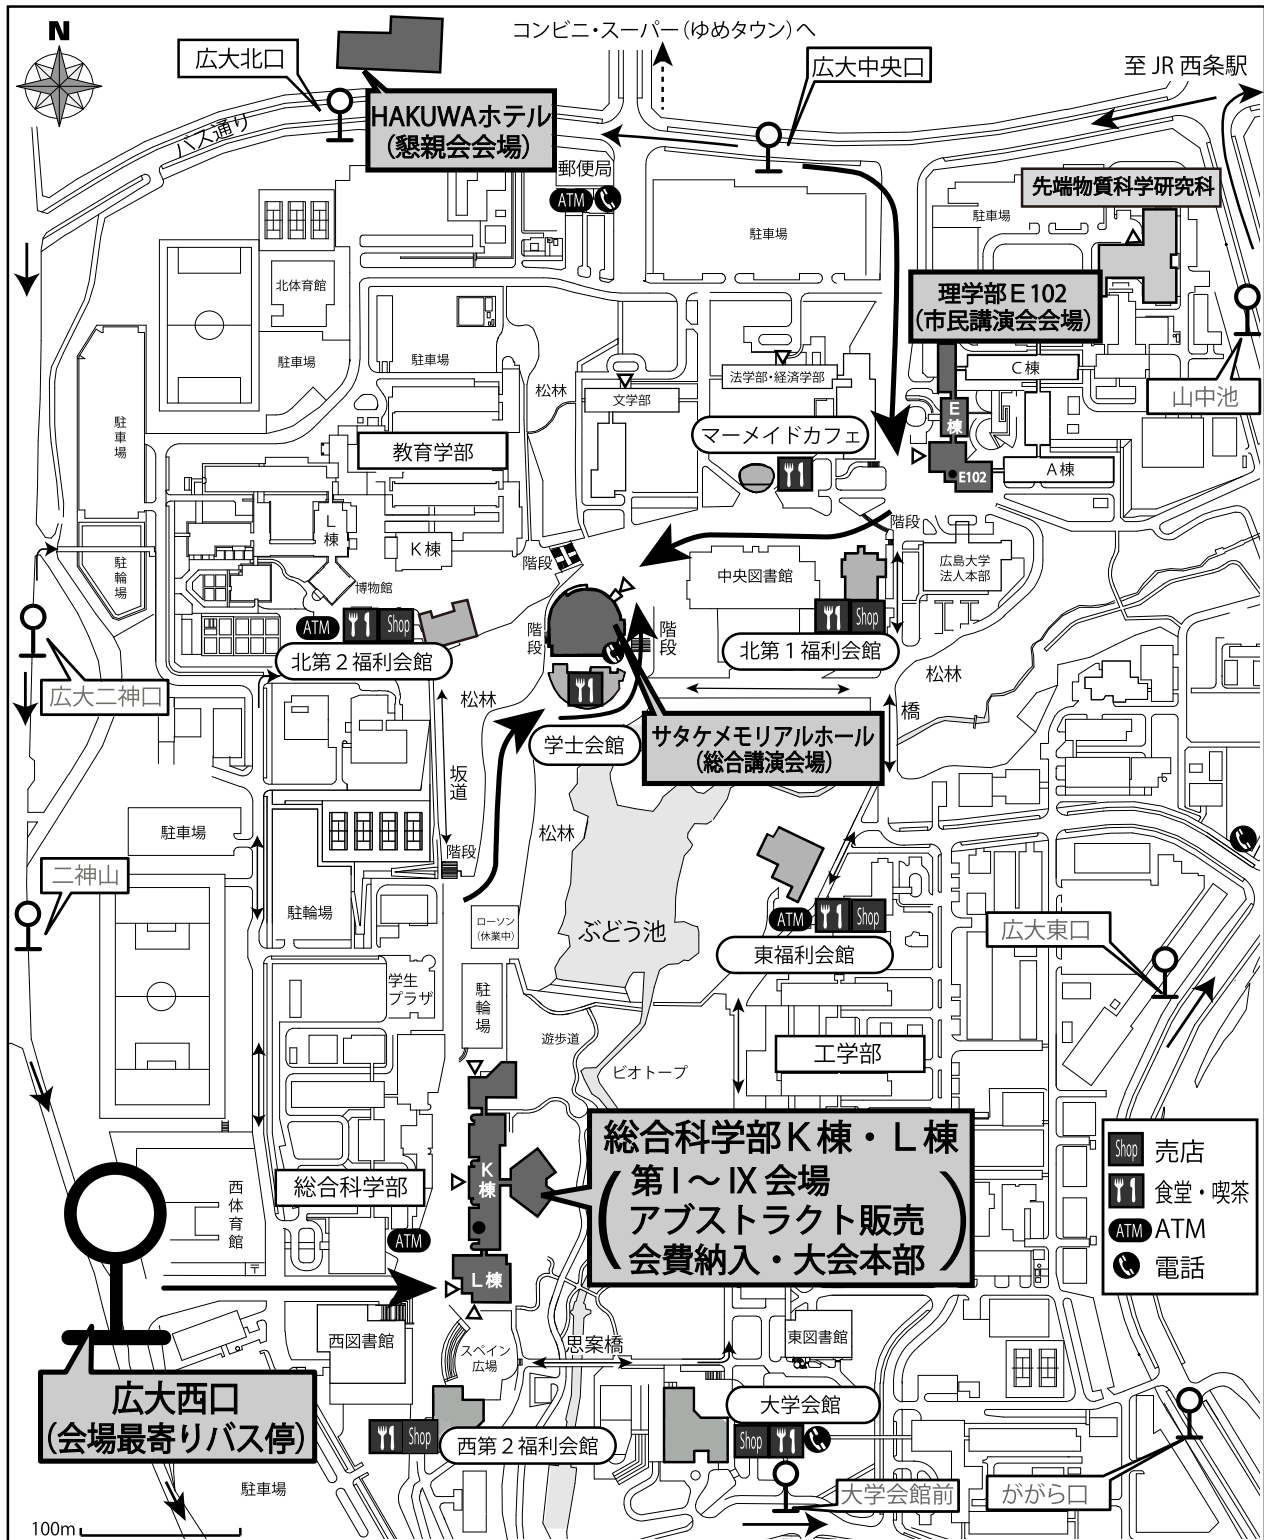 N
コンビニ・スーパー(ゆめタウン)へ
広大北口
広大中央口
至 JR 西条駅
バス通り
HAKUWAホテル
(懇親会会場)
郵便局
ATM
先端物質科学研究科
駐車場
駐車場
北体育館
理学部E102
(市民講演会会場)
駐車場
駐車場
法学部・経済学部
C棟
松林
文学部
山中池
駐車場
E棟
マーメイドカフェ
教育学部
E102
A棟
L棟
K棟
階段
階段
中央図書館
広島大学
法人本部
駐輪場
博物館
ATM
Shop
階段
階段
Shop
北第2福利会館
北第1福利会館
広大二神口
松林
松林
橋
学士会館
サタケメモリアルホール
(総合講演会場)
坂道
駐車場
松林
階段
二神山
駐輪場
ローソン
(休業中)
ぶどう池
ATM
Shop
東福利会館
広大東口
学生
プラザ
駐輪場
遊歩道
工学部
ビオトープ
総合科学部K棟・L棟
第I～IX会場
アブストラクト販売
会費納入・大会本部
Shop
売店
食堂・喫茶
ATM
ATM
電話
K棟
総合科学部
西体育館
ATM
L棟
〒
西図書館
スペイン
広場
思案橋
東図書館
広大西口
(会場最寄りバス停)
大学会館
Shop
西第2福利会館
Shop
大学会館前
ががら口
駐車場
100m